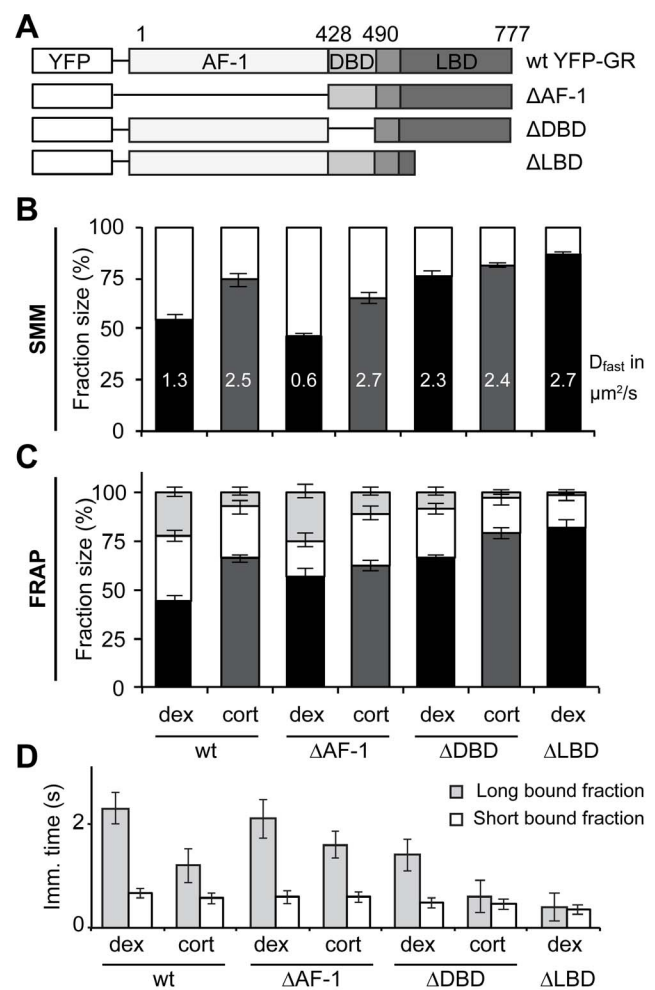 A
1 428 490 777
YFP AF-1 DBD LBD wt YFP-GR
ΔAF-1
ΔDBD
ΔLBD
B
SMM
Fraction size (%)
100
75
50
25
0
1.3 2.5 0.6 2.7 2.3 2.4 2.7
D_fast in
μm²/s
C
FRAP
Fraction size (%)
100
75
50
25
0
dex cort dex cort dex cort dex
wt ΔAF-1 ΔDBD ΔLBD
D
Imm. time (s)
2
0
Long bound fraction
Short bound fraction
dex cort dex cort dex cort dex
wt ΔAF-1 ΔDBD ΔLBD